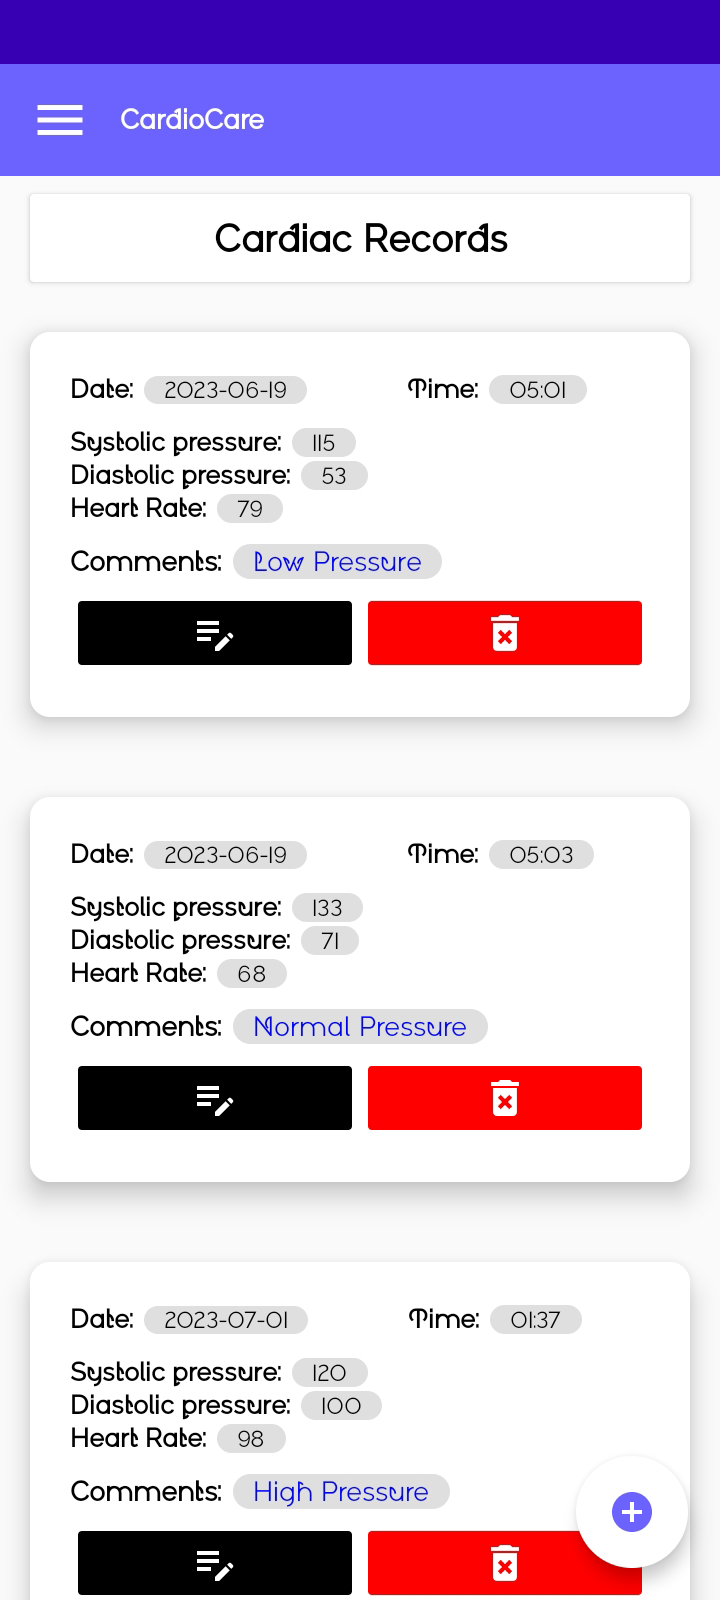 CardioCare
Cardiac Records
Date: 2023-06-19 Time: 05:01
Systolic pressure: 115
Diastolic pressure: 53
Heart Rate: 79
Comments: Low Pressure
Date: 2023-06-19 Time: 05:03
Systolic pressure: 133
Diastolic pressure: 71
Heart Rate: 68
Comments: Normal Pressure
Date: 2023-07-01 Time: 01:37
Systolic pressure: 120
Diastolic pressure: 100
Heart Rate: 98
Comments: High Pressure